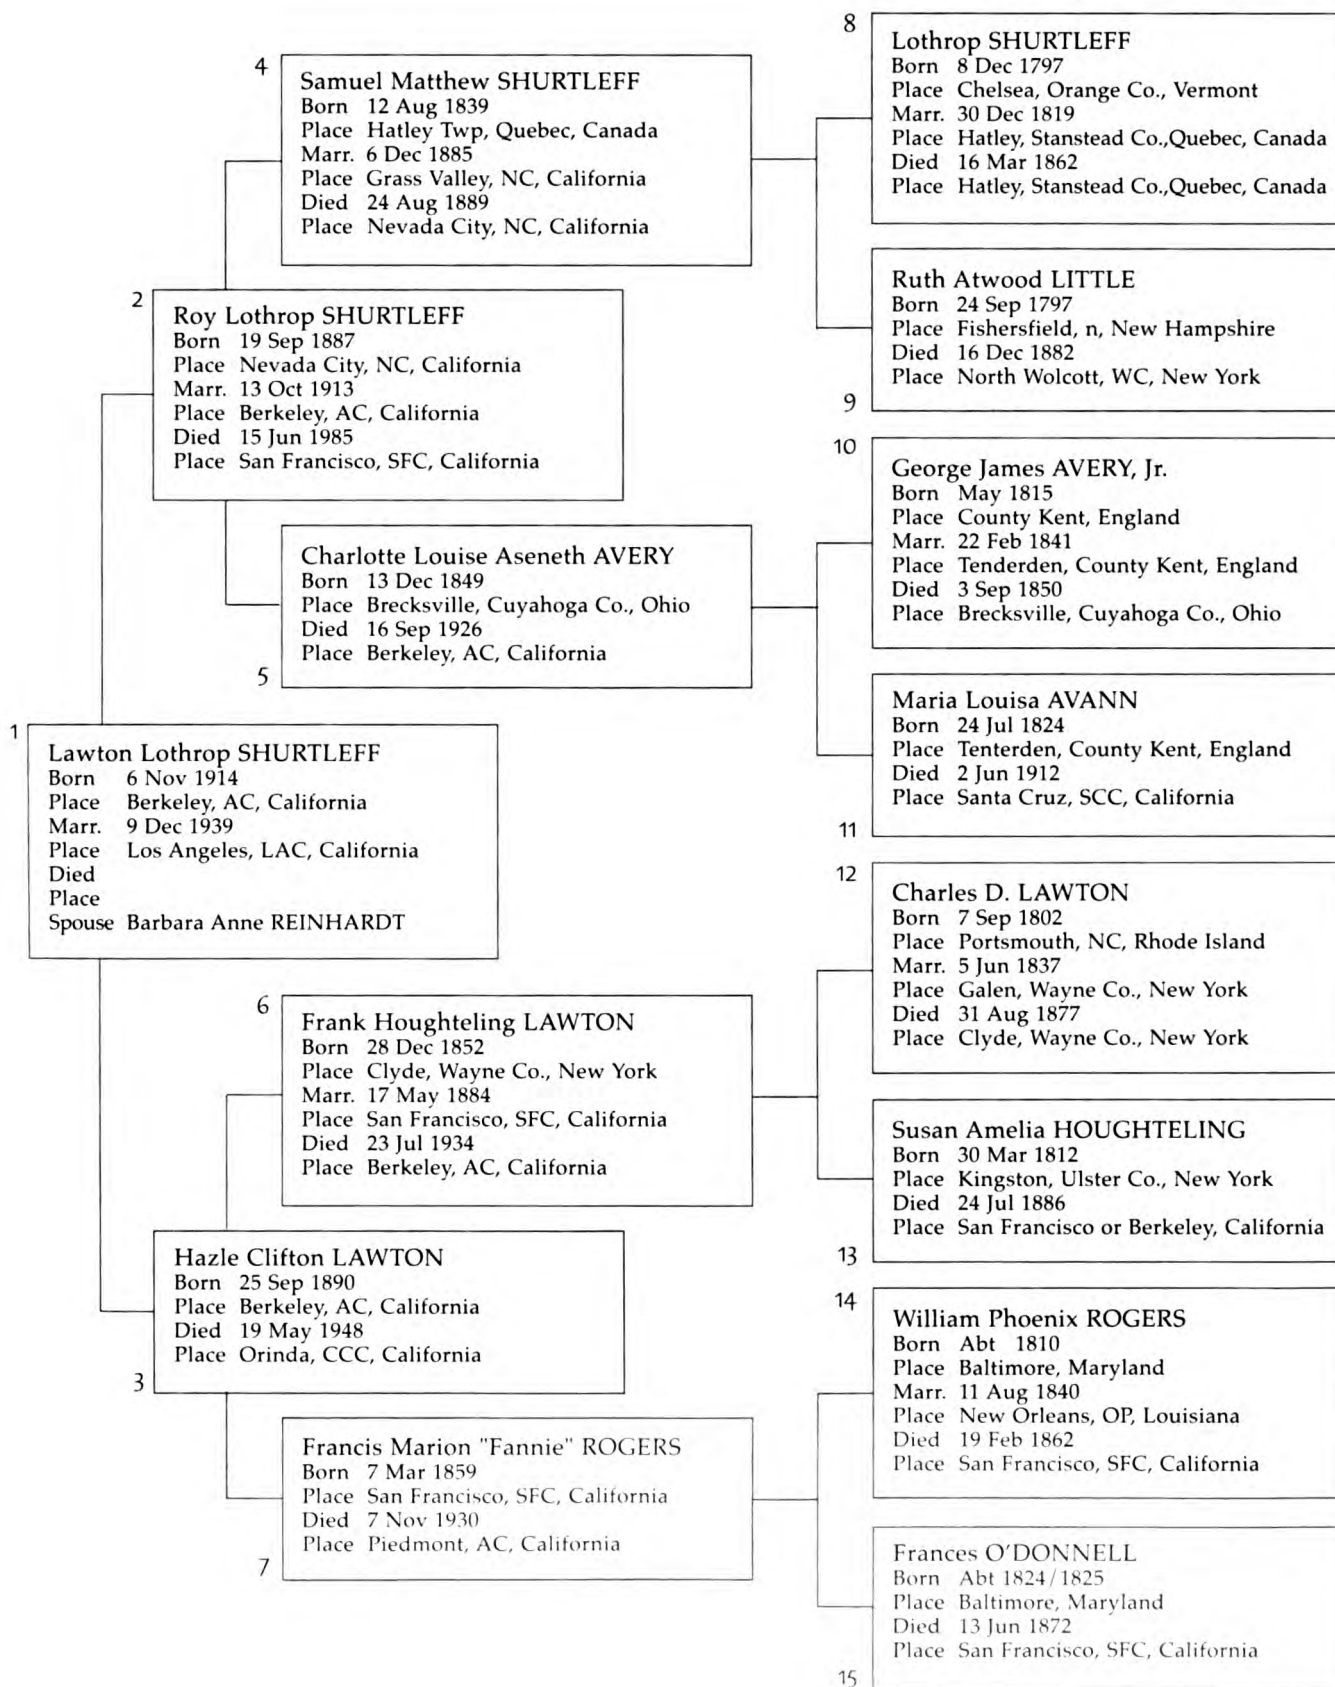 4
Samuel Matthew SHURTLEFF
Born 12 Aug 1839
Place Hatley Twp, Quebec, Canada
Marr. 6 Dec 1885
Place Grass Valley, NC, California
Died 24 Aug 1889
Place Nevada City, NC, California
2
Roy Lothrop SHURTLEFF
Born 19 Sep 1887
Place Nevada City, NC, California
Marr. 13 Oct 1913
Place Berkeley, AC, California
Died 15 Jun 1985
Place San Francisco, SFC, California
Charlotte Louise Aseneth AVERY
Born 13 Dec 1849
Place Brecksville, Cuyahoga Co., Ohio
Died 16 Sep 1926
Place Berkeley, AC, California
5
1
Lawton Lothrop SHURTLEFF
Born 6 Nov 1914
Place Berkeley, AC, California
Marr. 9 Dec 1939
Place Los Angeles, LAC, California
Died
Place
Spouse Barbara Anne REINHARDT
6
Frank Houghteling LAWTON
Born 28 Dec 1852
Place Clyde, Wayne Co., New York
Marr. 17 May 1884
Place San Francisco, SFC, California
Died 23 Jul 1934
Place Berkeley, AC, California
Hazle Clifton LAWTON
Born 25 Sep 1890
Place Berkeley, AC, California
Died 19 May 1948
Place Orinda, CCC, California
3
Francis Marion "Fannie" ROGERS
Born 7 Mar 1859
Place San Francisco, SFC, California
Died 7 Nov 1930
Place Piedmont, AC, California
7
8
Lothrop SHURTLEFF
Born 8 Dec 1797
Place Chelsea, Orange Co., Vermont
Marr. 30 Dec 1819
Place Hatley, Stanstead Co.,Quebec, Canada
Died 16 Mar 1862
Place Hatley, Stanstead Co.,Quebec, Canada
Ruth Atwood LITTLE
Born 24 Sep 1797
Place Fishersfield, n, New Hampshire
Died 16 Dec 1882
Place North Wolcott, WC, New York
9
10
George James AVERY, Jr.
Born May 1815
Place County Kent, England
Marr. 22 Feb 1841
Place Tenderden, County Kent, England
Died 3 Sep 1850
Place Brecksville, Cuyahoga Co., Ohio
Maria Louisa AVANN
Born 24 Jul 1824
Place Tenterden, County Kent, England
Died 2 Jun 1912
Place Santa Cruz, SCC, California
11
12
Charles D. LAWTON
Born 7 Sep 1802
Place Portsmouth, NC, Rhode Island
Marr. 5 Jun 1837
Place Galen, Wayne Co., New York
Died 31 Aug 1877
Place Clyde, Wayne Co., New York
Susan Amelia HOUGHTELING
Born 30 Mar 1812
Place Kingston, Ulster Co., New York
Died 24 Jul 1886
Place San Francisco or Berkeley, California
13
14
William Phoenix ROGERS
Born Abt 1810
Place Baltimore, Maryland
Marr. 11 Aug 1840
Place New Orleans, OP, Louisiana
Died 19 Feb 1862
Place San Francisco, SFC, California
Frances O'DONNELL
Born Abt 1824/1825
Place Baltimore, Maryland
Died 13 Jun 1872
Place San Francisco, SFC, California
15